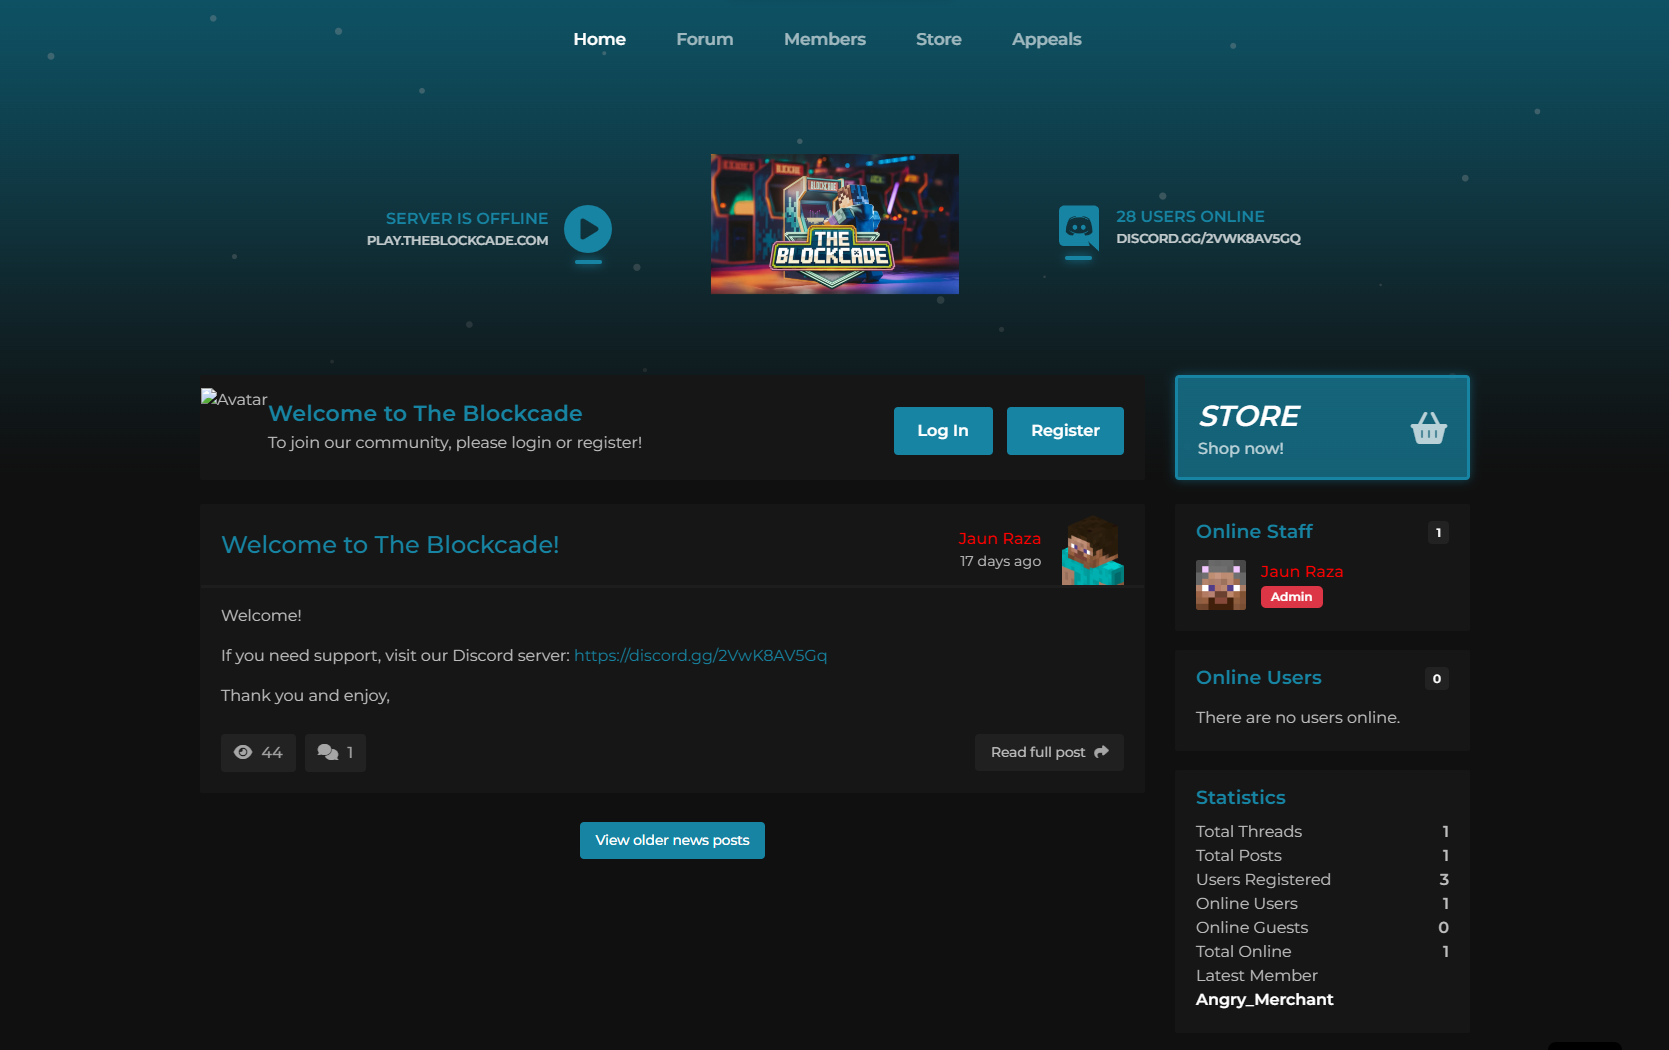 Home
Forum
Members
Store
Appeals
SERVER IS OFFLINE
PLAY.THEBLOCKCADE.COM
BLOCKCADE
THE
BLOCKCADE
28 USERS ONLINE
DISCORD.GG/2VWK8AV5GQ
Avatar
Welcome to The Blockcade
To join our community, please login or register!
Log In
Register
STORE
Shop now!
Welcome to The Blockcade!
Jaun Raza
17 days ago
Welcome!
If you need support, visit our Discord server: https://discord.gg/2VwK8AV5Gq
Thank you and enjoy,
44
1
Read full post
View older news posts
Online Staff
1
Jaun Raza
Admin
Online Users
0
There are no users online.
Statistics
Total Threads 1
Total Posts 1
Users Registered 3
Online Users 1
Online Guests 0
Total Online 1
Latest Member
Angry_Merchant